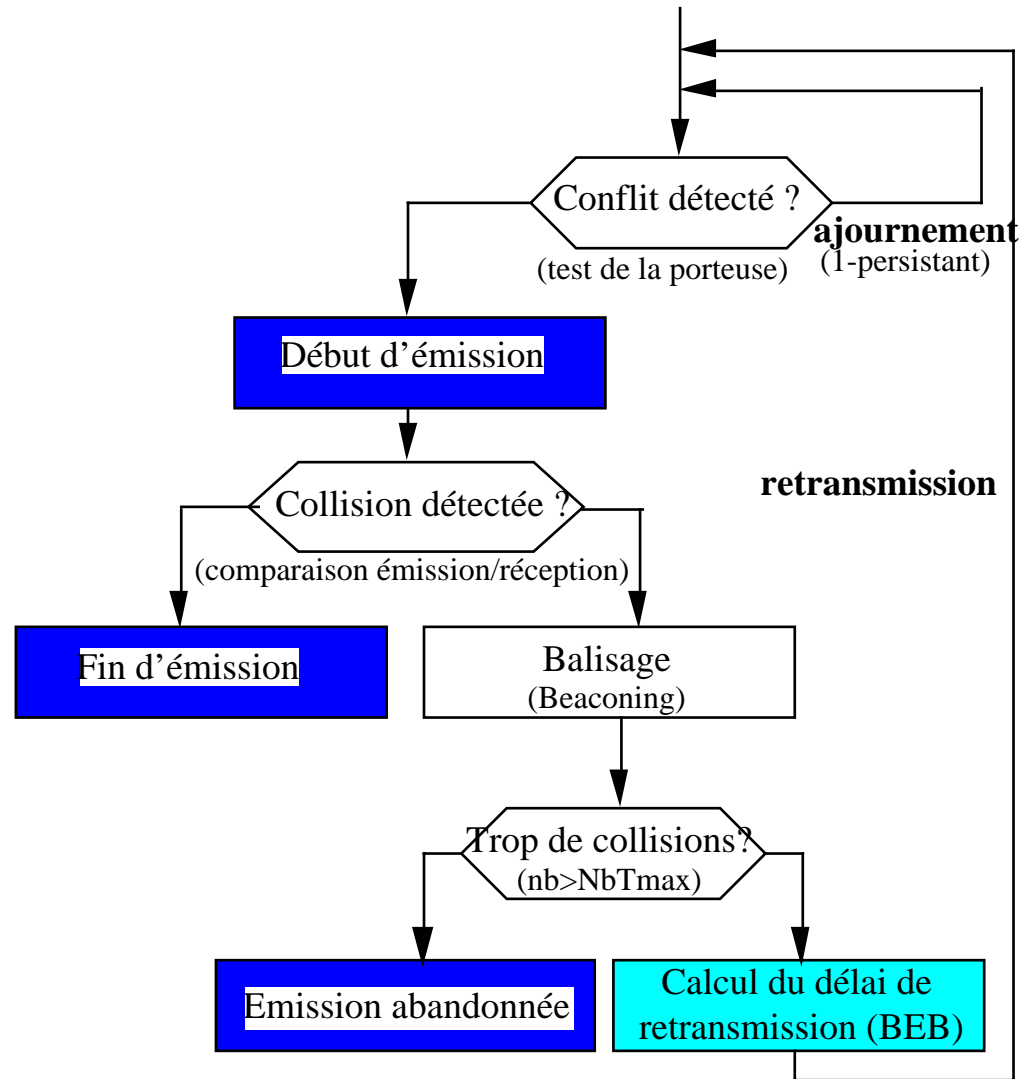 Conflit détecté ?
ajournement
(test de la porteuse)
(1-persistant)
Début d’émission
Collision détectée ?
retransmission
(comparaison émission/réception)
Fin d’émission
Balisage
(Beaconing)
Trop de collisions?
(nb>NbTmax)
Emission abandonnée
Calcul du délai de
retransmission (BEB)